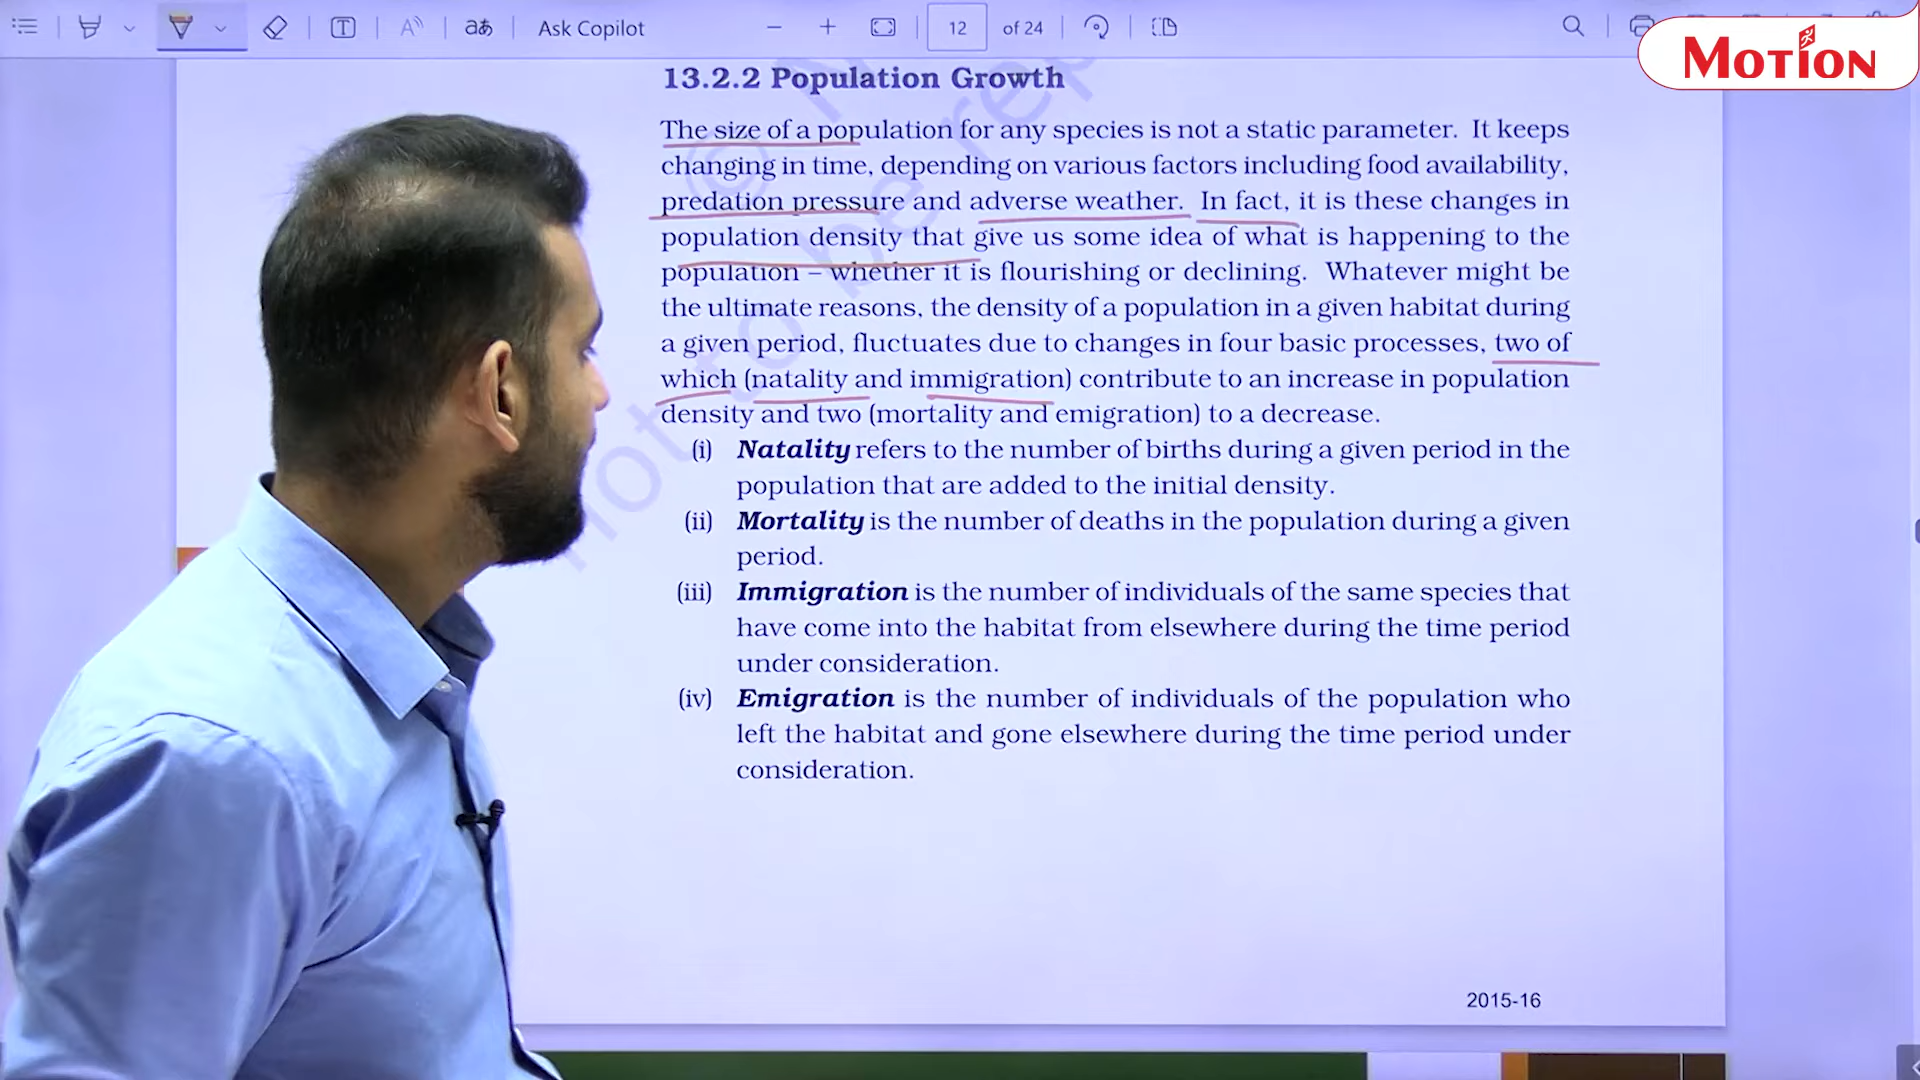 Ask Copilot
12 of 24
MOTION
13.2.2 Population Growth
The size of a population for any species is not a static parameter. It keeps
changing in time, depending on various factors including food availability,
predation pressure and adverse weather. In fact, it is these changes in
population density that give us some idea of what is happening to the
population – whether it is flourishing or declining. Whatever might be
the ultimate reasons, the density of a population in a given habitat during
a given period, fluctuates due to changes in four basic processes, two of
which (natality and immigration) contribute to an increase in population
density and two (mortality and emigration) to a decrease.
(i) Natality refers to the number of births during a given period in the
population that are added to the initial density.
(ii) Mortality is the number of deaths in the population during a given
period.
(iii) Immigration is the number of individuals of the same species that
have come into the habitat from elsewhere during the time period
under consideration.
(iv) Emigration is the number of individuals of the population who
left the habitat and gone elsewhere during the time period under
consideration.
not to be rep
2015-16